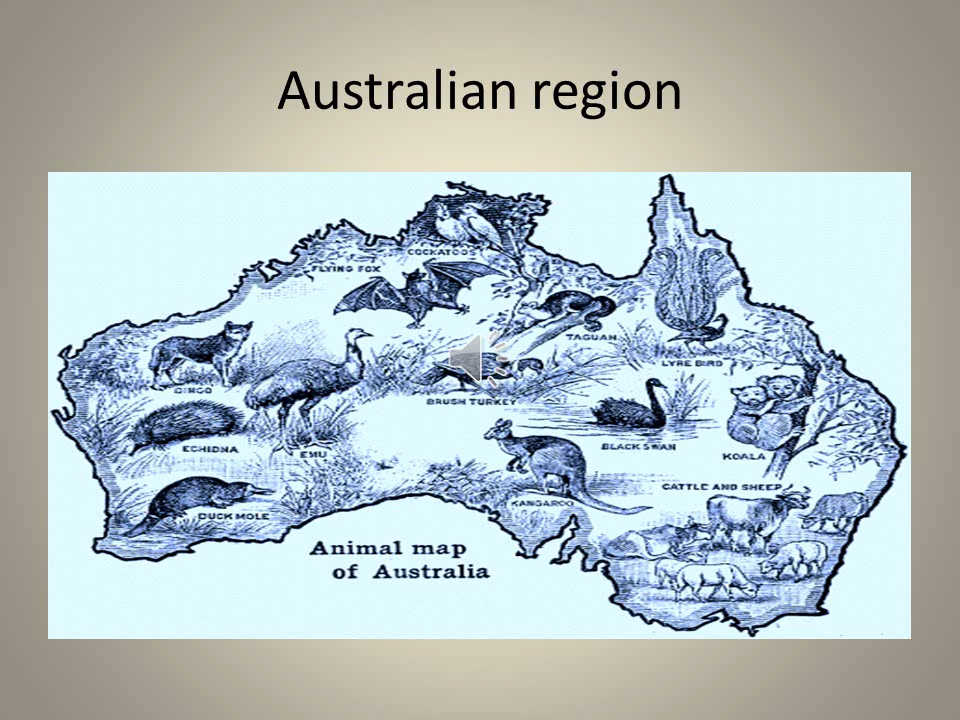 Australian region
COCKATOOS
FLYING FOX
TAGUAN
LYRE BIRD
DINGO
BRUSH TURKEY
BLACK SWAN
ECHIDNA
EMU
KOALA
CATTLE AND SHEEP
KANGAROO
DUCK MOLE
Animal map
of Australia